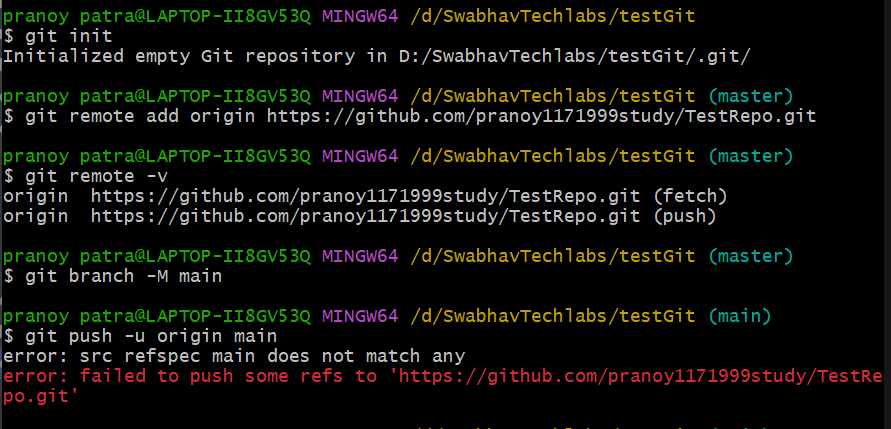 pranoy patra@LAPTOP-II8GV53Q MINGW64 /d/SwabhavTechlabs/testGit
$ git init
Initialized empty Git repository in D:/SwabhavTechlabs/testGit/.git/
pranoy patra@LAPTOP-II8GV53Q MINGW64 /d/SwabhavTechlabs/testGit (master)
$ git remote add origin https://github.com/pranoy1171999study/TestRepo.git
pranoy patra@LAPTOP-II8GV53Q MINGW64 /d/SwabhavTechlabs/testGit (master)
$ git remote -v
origin  https://github.com/pranoy1171999study/TestRepo.git (fetch)
origin  https://github.com/pranoy1171999study/TestRepo.git (push)
pranoy patra@LAPTOP-II8GV53Q MINGW64 /d/SwabhavTechlabs/testGit (master)
$ git branch -M main
pranoy patra@LAPTOP-II8GV53Q MINGW64 /d/SwabhavTechlabs/testGit (main)
$ git push -u origin main
error: src refspec main does not match any
error: failed to push some refs to 'https://github.com/pranoy1171999study/TestRe
po.git'